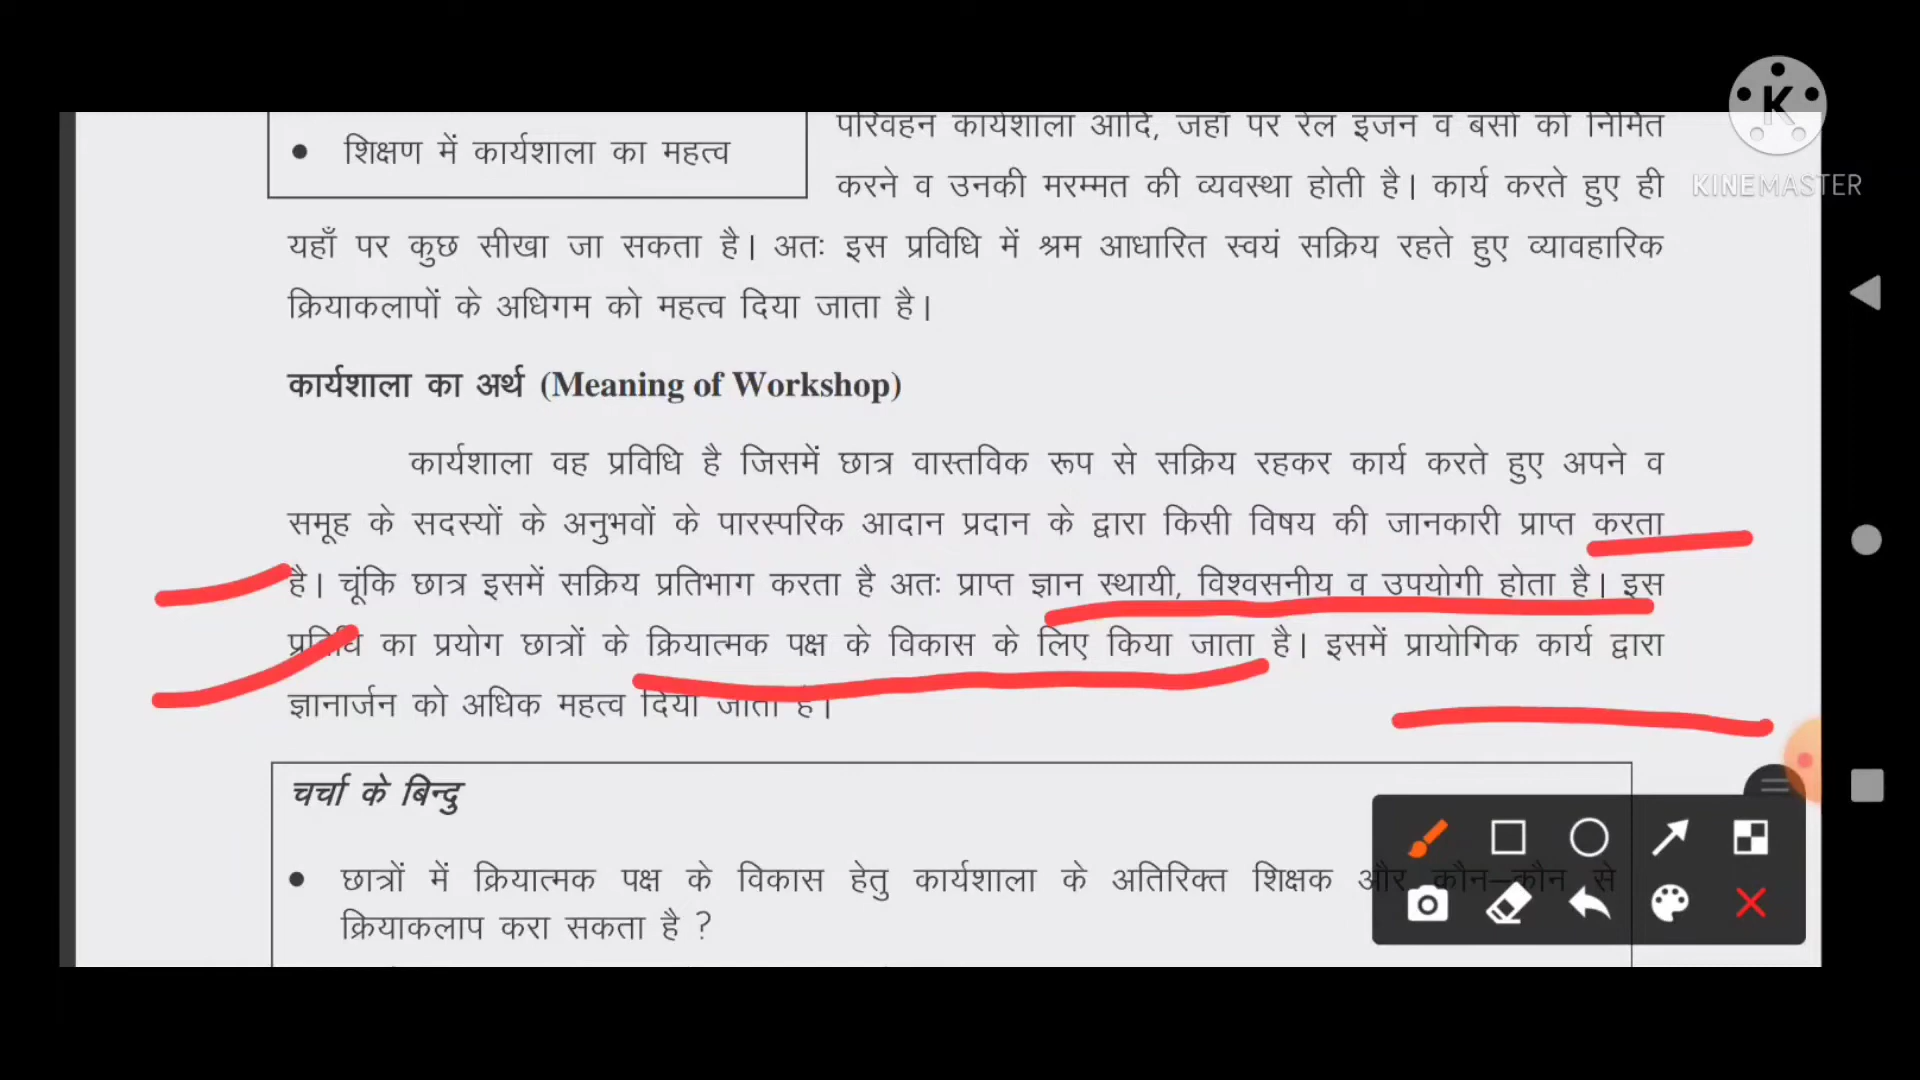 परिवहन कार्यशाला आदि, जहाँ पर रेल इंजन व बसों को निर्मित
• शिक्षण में कार्यशाला का महत्व
करने व उनकी मरम्मत की व्यवस्था होती है। कार्य करते हुए ही
KINEMASTER
यहाँ पर कुछ सीखा जा सकता है। अतः इस प्रविधि में श्रम आधारित स्वयं सक्रिय रहते हुए व्यावहारिक
क्रियाकलापों के अधिगम को महत्व दिया जाता है।
कार्यशाला का अर्थ (Meaning of Workshop)
कार्यशाला वह प्रविधि है जिसमें छात्र वास्तविक रूप से सक्रिय रहकर कार्य करते हुए अपने व
समूह के सदस्यों के अनुभवों के पारस्परिक आदान प्रदान के द्वारा किसी विषय की जानकारी प्राप्त करता
है। चूंकि छात्र इसमें सक्रिय प्रतिभाग करता है अतः प्राप्त ज्ञान स्थायी, विश्वसनीय व उपयोगी होता है। इस
प्रविधि का प्रयोग छात्रों के क्रियात्मक पक्ष के विकास के लिए किया जाता है। इसमें प्रायोगिक कार्य द्वारा
ज्ञानार्जन को अधिक महत्व दिया जाता है।
चर्चा के बिन्दु
• छात्रों में क्रियात्मक पक्ष के विकास हेतु कार्यशाला के अतिरिक्त शिक्षक और कौन–कौन से
क्रियाकलाप करा सकता है ?